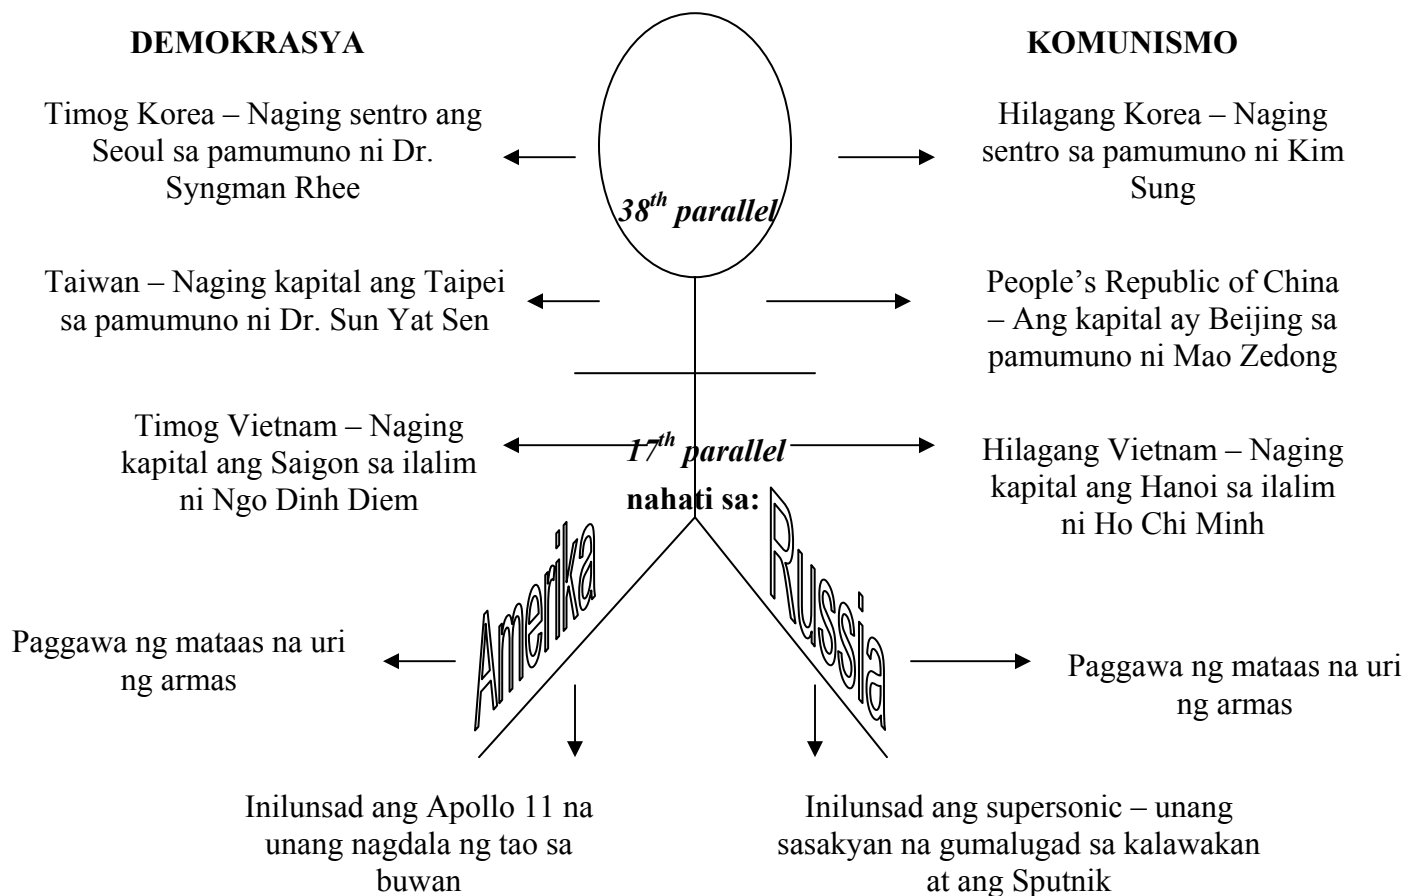 DEMOKRASYA
KOMUNISMO
Timog Korea – Naging sentro ang
Seoul sa pamumuno ni Dr.
Syngman Rhee
38th parallel
Hilagang Korea – Naging
sentro sa pamumuno ni Kim
Sung
Taiwan – Naging kapital ang Taipei
sa pamumuno ni Dr. Sun Yat Sen
People’s Republic of China
– Ang kapital ay Beijing sa
pamumuno ni Mao Zedong
Timog Vietnam – Naging
kapital ang Saigon sa ilalim
ni Ngo Dinh Diem
17th parallel
nahati sa:
Hilagang Vietnam – Naging
kapital ang Hanoi sa ilalim
ni Ho Chi Minh
Amerika
Russia
Paggawa ng mataas na uri
ng armas
Paggawa ng mataas na uri
ng armas
Inilunsad ang Apollo 11 na
unang nagdala ng tao sa
buwan
Inilunsad ang supersonic – unang
sasakyan na gumalugad sa kalawakan
at ang Sputnik